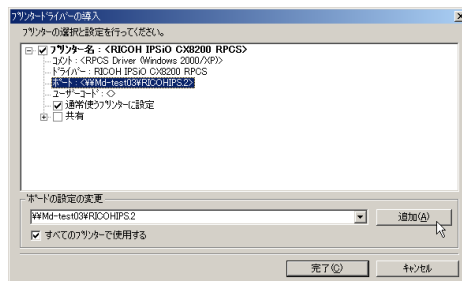 プリンタードライバーの導入
プリンターの選択と設定を行ってください。
プリンター名 : <RICOH IPSiO CX8200 RPCS>
コメント : <RPCS Driver (Windows 2000/XP)>
ドライバー : RICOH IPSiO CX8200 RPCS
ポート : <¥¥Md-test03¥RICOHIPS.2>
ユーザーコード : <>
通常使うプリンターに設定
共有
'ポート'の設定の変更
¥¥Md-test03¥RICOHIPS.2
追加(A)
すべてのプリンターで使用する
完了(O)
キャンセル